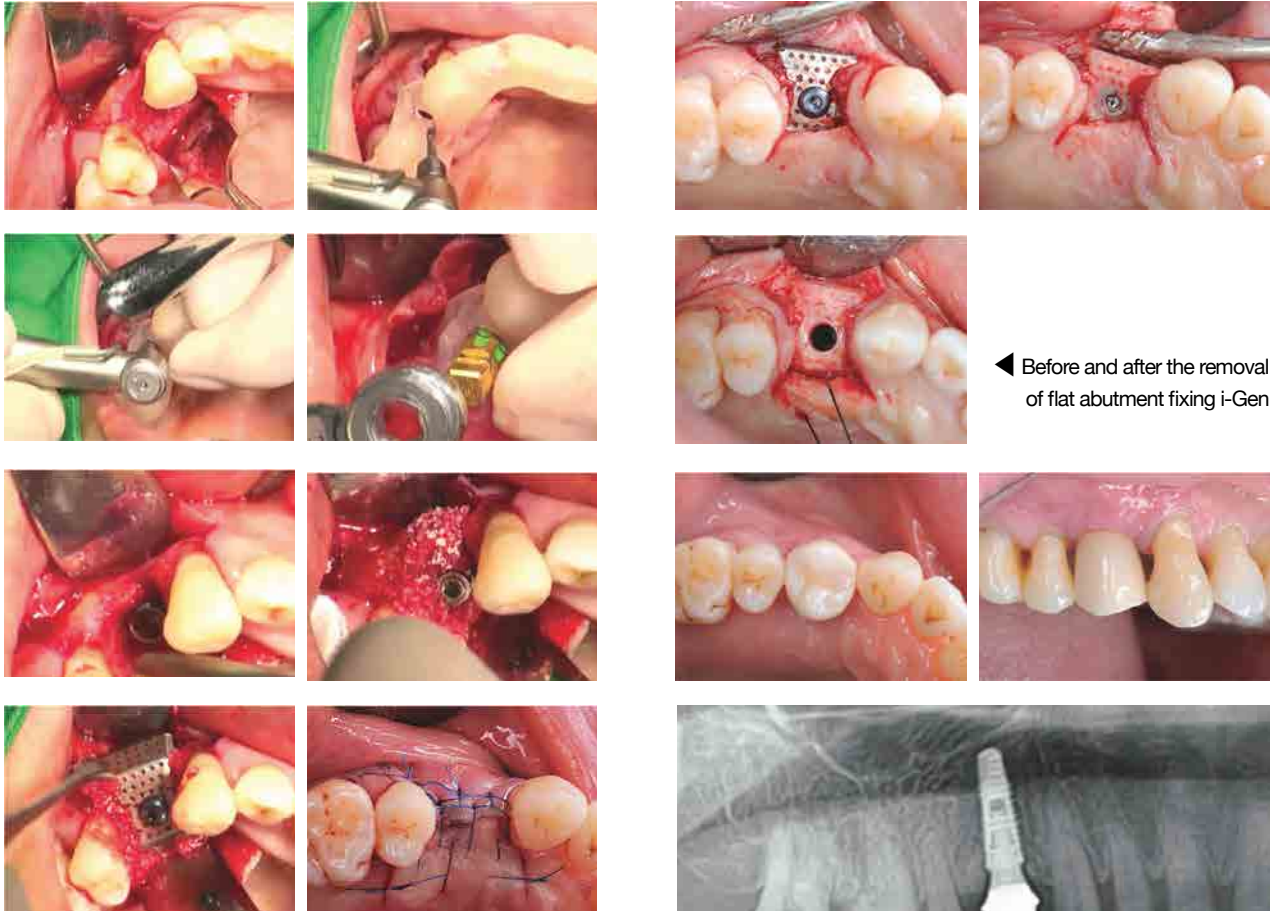 ◀ Before and after the removal
of flat abutment fixing i-Gen